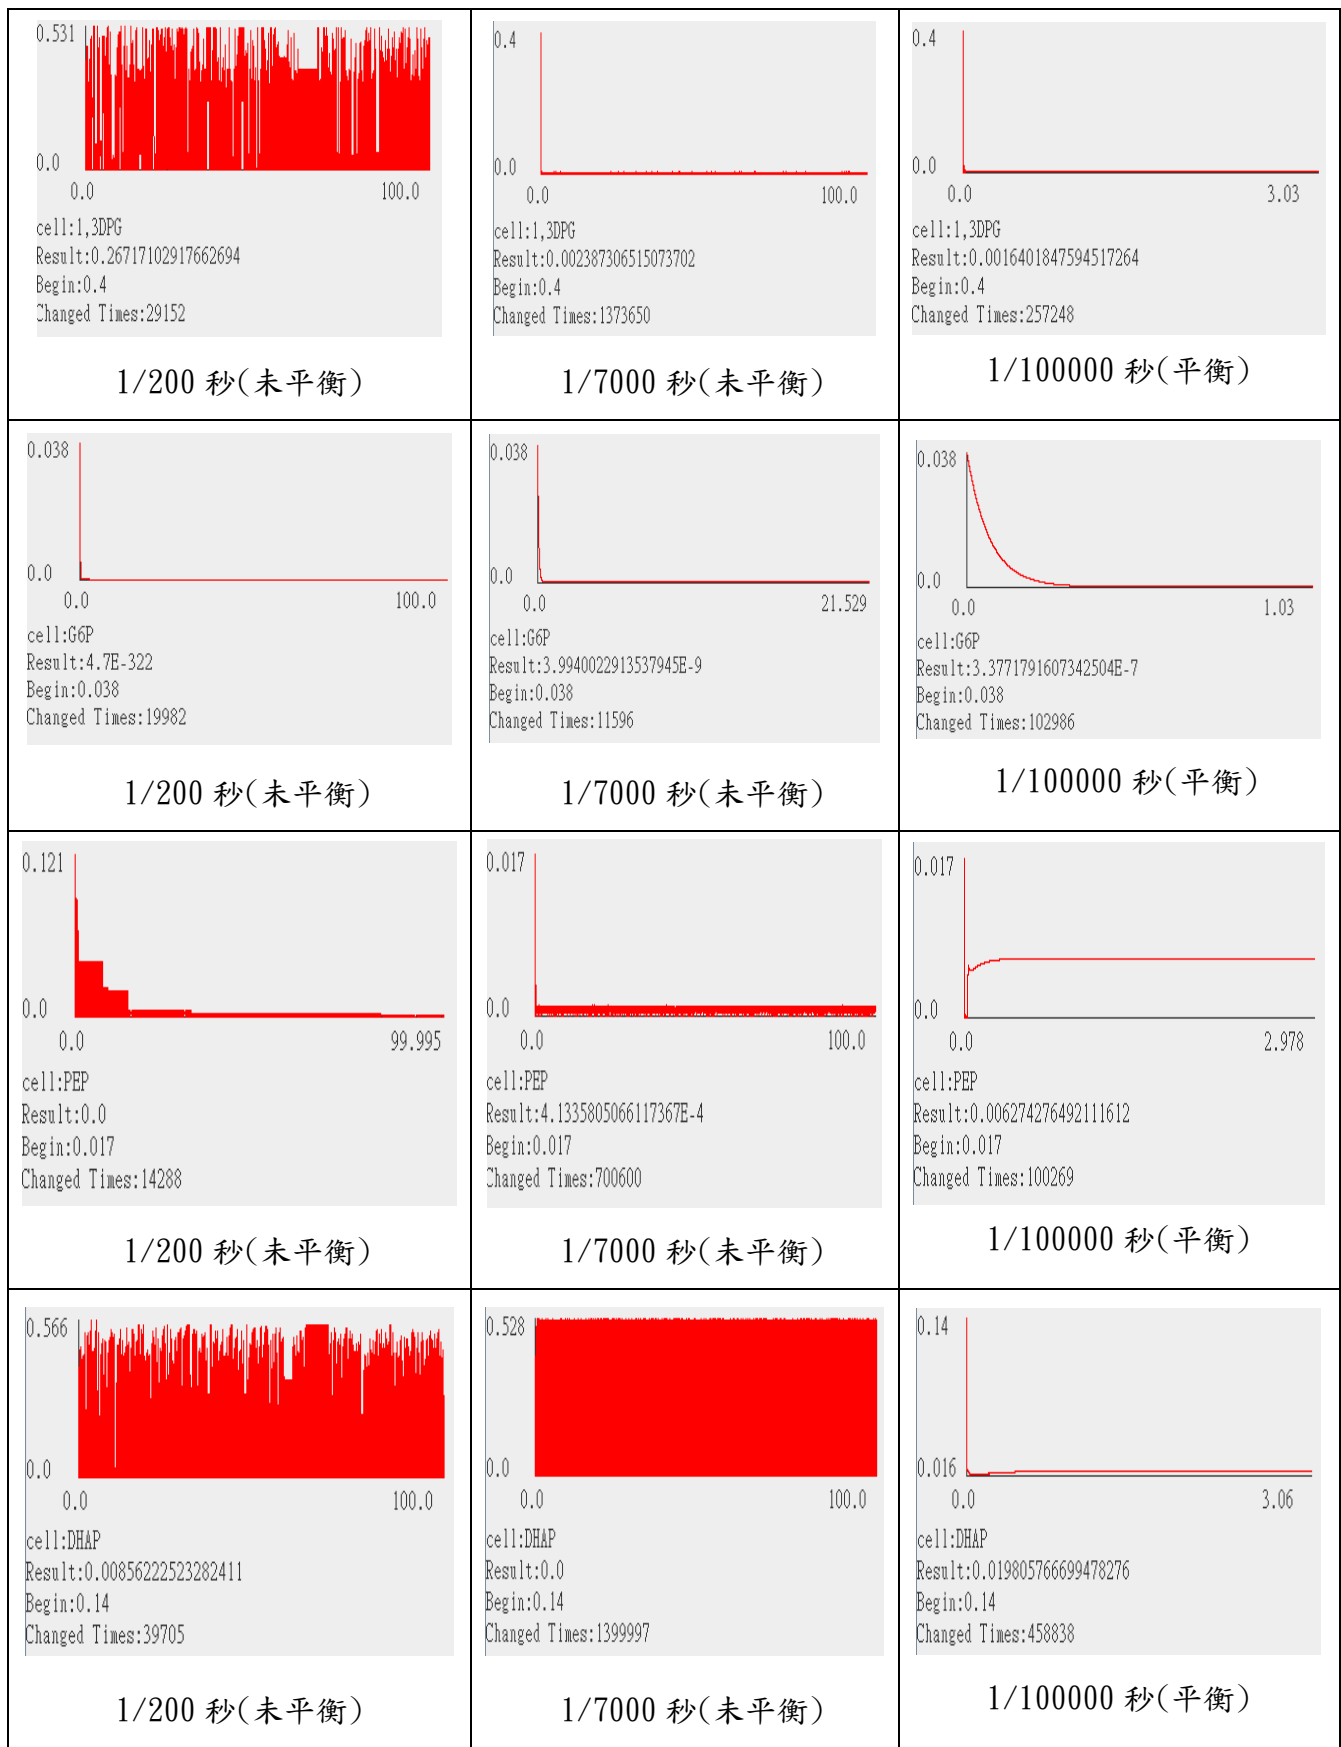 0.531
0.0
0.0 100.0
cell:1,3DPG
Result:0.26717102917662694
Begin:0.4
Changed Times:29152
1/200 秒(未平衡)
0.4
0.0
0.0 100.0
cell:1,3DPG
Result:0.002387306515073702
Begin:0.4
Changed Times:1373650
1/7000 秒(未平衡)
0.4
0.0
0.0 3.03
cell:1,3DPG
Result:0.0016401847594517264
Begin:0.4
Changed Times:257248
1/100000 秒(平衡)
0.038
0.0
0.0 100.0
cell:G6P
Result:4.7E-322
Begin:0.038
Changed Times:19982
1/200 秒(未平衡)
0.038
0.0
0.0 21.529
cell:G6P
Result:3.9940022913537945E-9
Begin:0.038
Changed Times:11596
1/7000 秒(未平衡)
0.038
0.0
0.0 1.03
cell:G6P
Result:3.3771791607342504E-7
Begin:0.038
Changed Times:102986
1/100000 秒(平衡)
0.121
0.0
0.0 99.995
cell:PEP
Result:0.0
Begin:0.017
Changed Times:14288
1/200 秒(未平衡)
0.017
0.0
0.0 100.0
cell:PEP
Result:4.1335805066117367E-4
Begin:0.017
Changed Times:700600
1/7000 秒(未平衡)
0.017
0.0
0.0 2.978
cell:PEP
Result:0.006274276492111612
Begin:0.017
Changed Times:100269
1/100000 秒(平衡)
0.566
0.0
0.0 100.0
cell:DHAP
Result:0.00856222523282411
Begin:0.14
Changed Times:39705
1/200 秒(未平衡)
0.528
0.0
0.0 100.0
cell:DHAP
Result:0.0
Begin:0.14
Changed Times:1399997
1/7000 秒(未平衡)
0.14
0.016
0.0 3.06
cell:DHAP
Result:0.019805766699478276
Begin:0.14
Changed Times:458838
1/100000 秒(平衡)